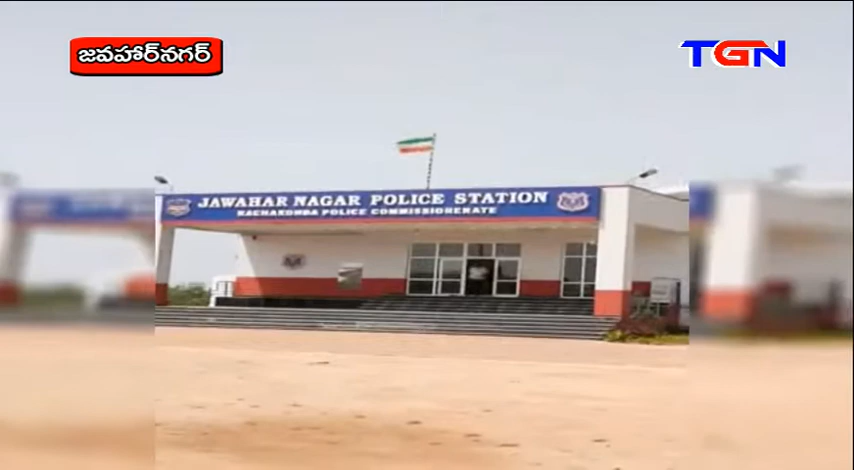 జవహార్‌నగర్
TGN
JAWAHAR NAGAR POLICE STATION
RACHAKONDA POLICE COMMISSIONERATE